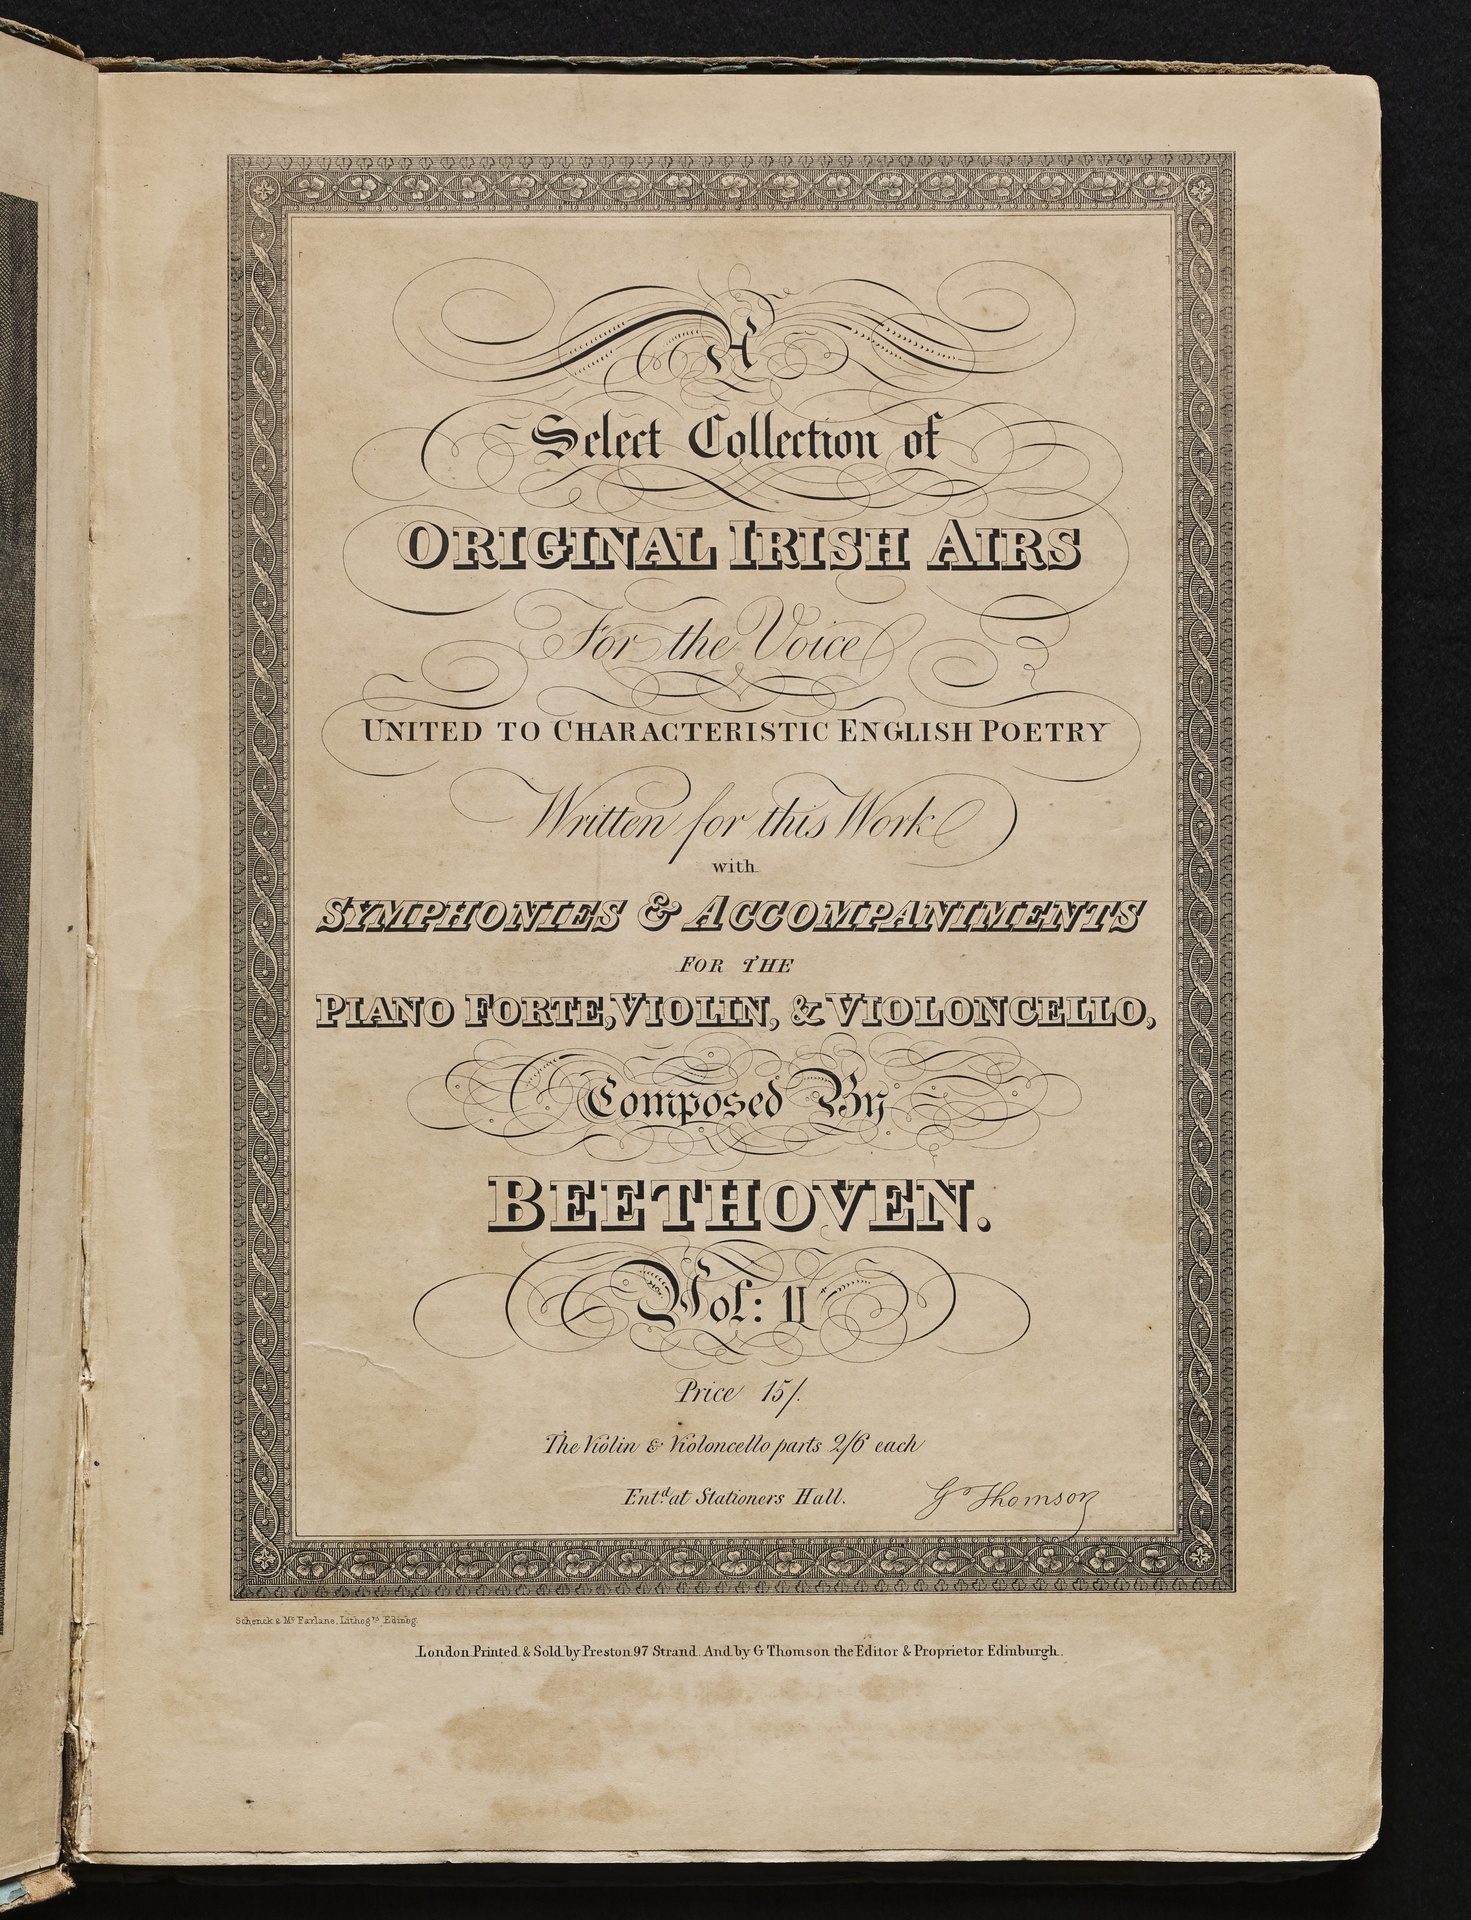 A
Select Collection of
ORIGINAL IRISH AIRS
For the Voice
UNITED TO CHARACTERISTIC ENGLISH POETRY
Written for this Work
with
SYMPHONIES & ACCOMPANIMENTS
FOR THE
PIANO FORTE, VIOLIN, & VIOLONCELLO,
Composed By
BEETHOVEN.
Vol: II
Price 15/.
The Violin & Violoncello parts 2/6 each
Entd. at Stationers Hall.
G Thomson
Schenck & Mc Farlane, Lithogrs Edinbg.
London Printed & Sold by Preston 97 Strand. And by G Thomson the Editor & Proprietor Edinburgh.